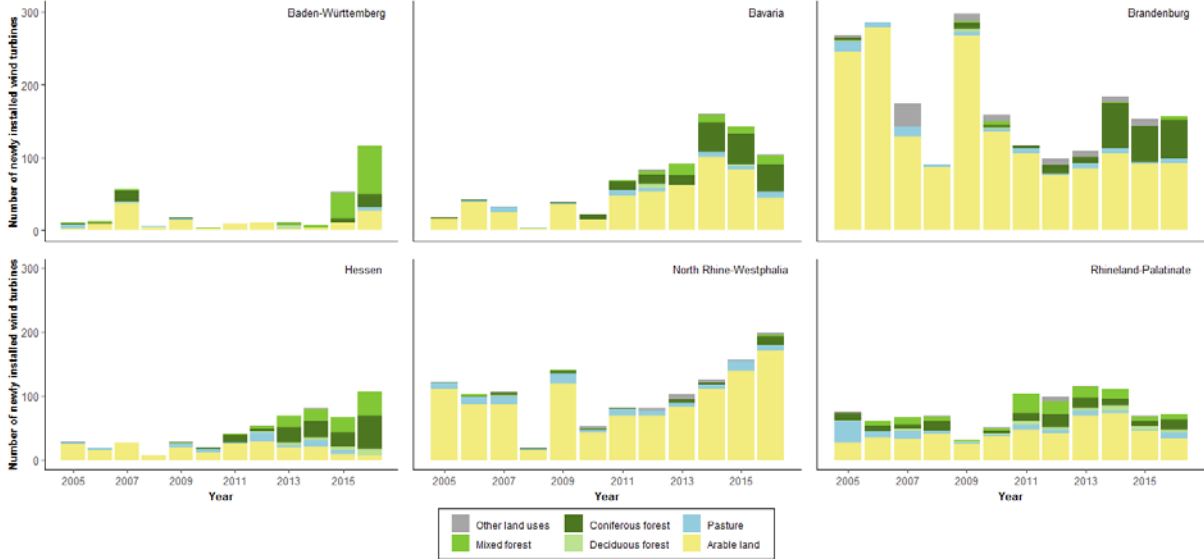 Baden-Württemberg
Bavaria
Brandenburg
Number of newly installed wind turbines
300
200
100
0
Hessen
North Rhine-Westphalia
Rhineland-Palatinate
Number of newly installed wind turbines
300
200
100
0
2005 2007 2009 2011 2013 2015
2005 2007 2009 2011 2013 2015
2005 2007 2009 2011 2013 2015
Year
Year
Year
Other land uses Coniferous forest Pasture
Mixed forest Deciduous forest Arable land